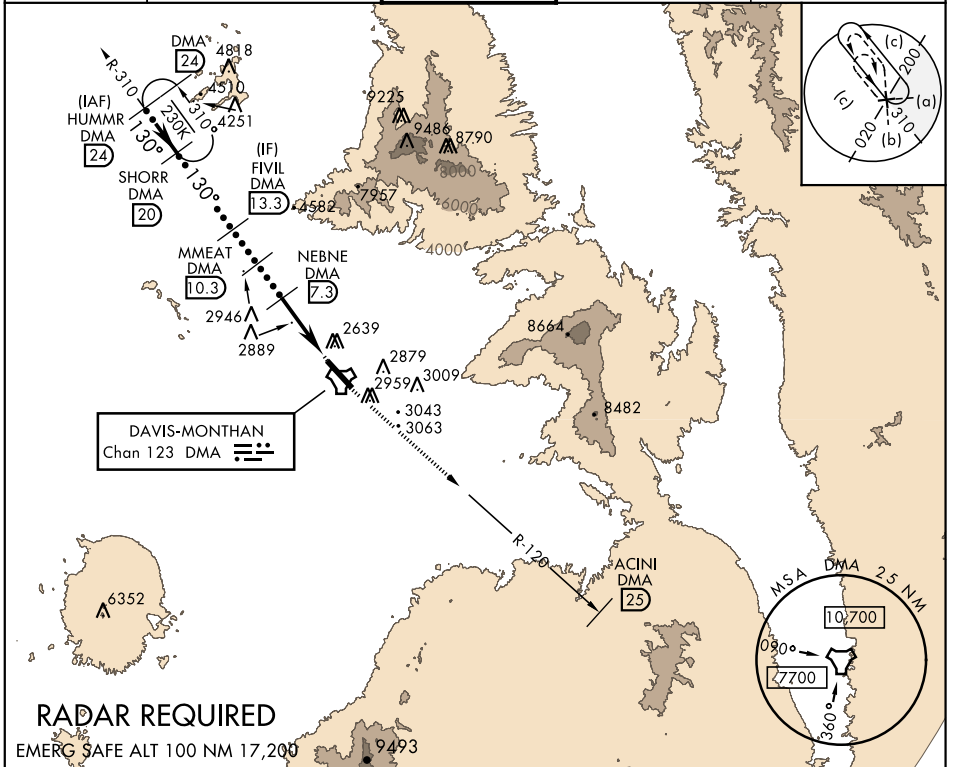 DMA
24
4818
4510
4251
R-310
310°
230K
(IAF)
HUMMR
DMA
24
130°
SHORR
DMA
20
130°
(IF)
FIVIL
DMA
13.3
4582
9225
9486
8790
8000
7957
6000
4000
MMEAT
DMA
10.3
NEBNE
DMA
7.3
2946
2889
2639
2879
2959
3009
3043
3063
8664
8482
DAVIS-MONTHAN
Chan 123 DMA
R-120
ACINI
DMA
25
6352
9493
RADAR REQUIRED
EMERG SAFE ALT 100 NM 17,200
(c)
200
(c)
(a)
310
020
(b)
MSA DMA 25 NM
10,700
090°
7700
360°